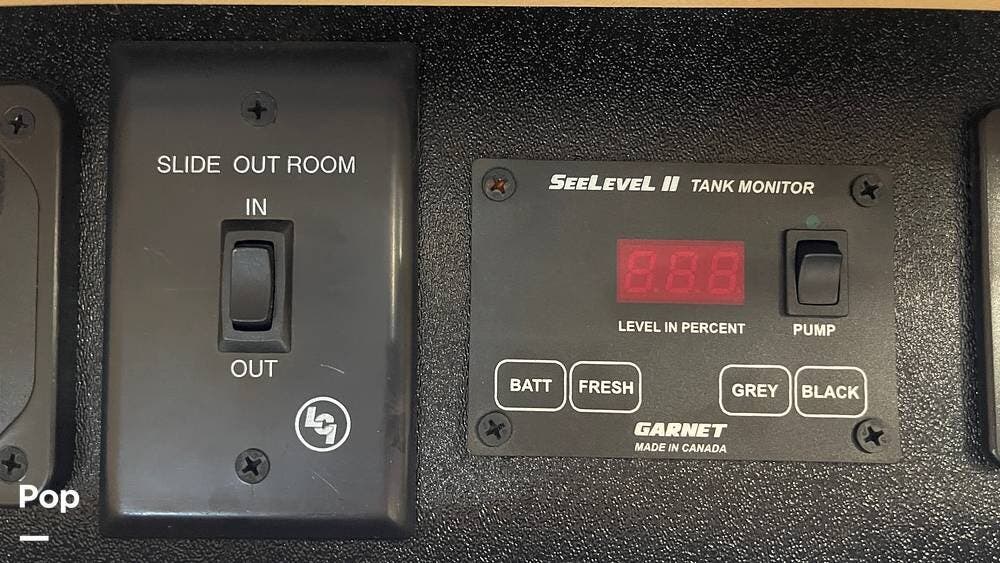 SLIDE OUT ROOM
IN
OUT
LCI
SEELEVEL II TANK MONITOR
8.8.8
LEVEL IN PERCENT
PUMP
BATT
FRESH
GREY
BLACK
GARNET
MADE IN CANADA
Pop